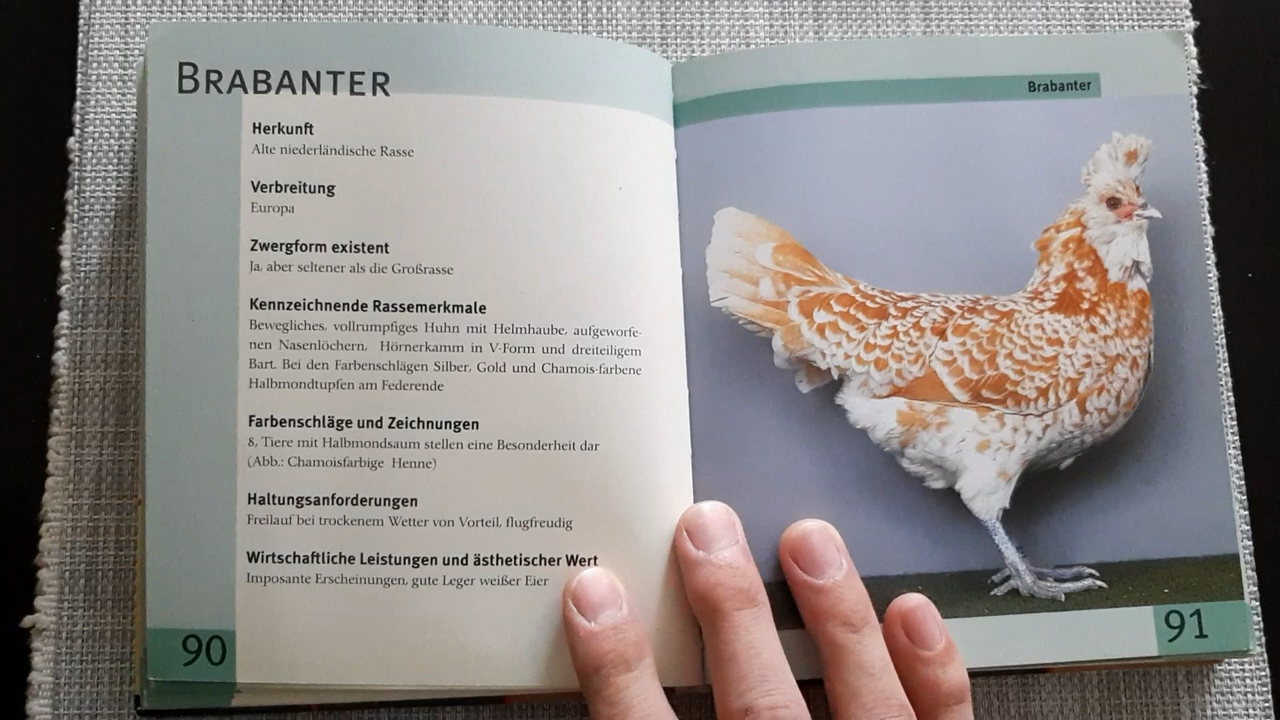 BRABANTER
Herkunft
Alte niederländische Rasse
Verbreitung
Europa
Zwergform existent
Ja, aber seltener als die Großrasse
Kennzeichnende Rassemerkmale
Bewegliches, vollrumpfiges Huhn mit Helmhaube, aufgeworfe-
nen Nasenlöchern, Hörnerkamm in V-Form und dreiteiligem
Bart. Bei den Farbenschlägen Silber, Gold und Chamois-farbene
Halbmondtupfen am Federende
Farbenschläge und Zeichnungen
8, Tiere mit Halbmondsaum stellen eine Besonderheit dar
(Abb.: Chamoisfarbige Henne)
Haltungsanforderungen
Freilauf bei trockenem Wetter von Vorteil, flugfreudig
Wirtschaftliche Leistungen und ästhetischer Wert
Imposante Erscheinungen, gute Leger weißer Eier
90
Brabanter
91